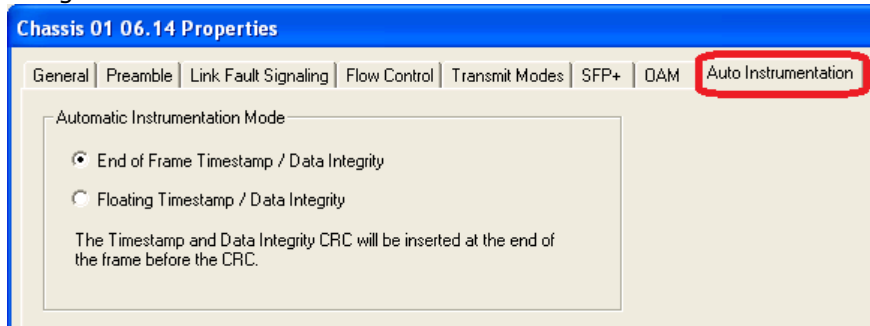 Chassis 01 06.14 Properties
General Preamble Link Fault Signaling Flow Control Transmit Modes SFP+ OAM Auto Instrumentation
Automatic Instrumentation Mode
End of Frame Timestamp / Data Integrity
Floating Timestamp / Data Integrity
The Timestamp and Data Integrity CRC will be inserted at the end of
the frame before the CRC.